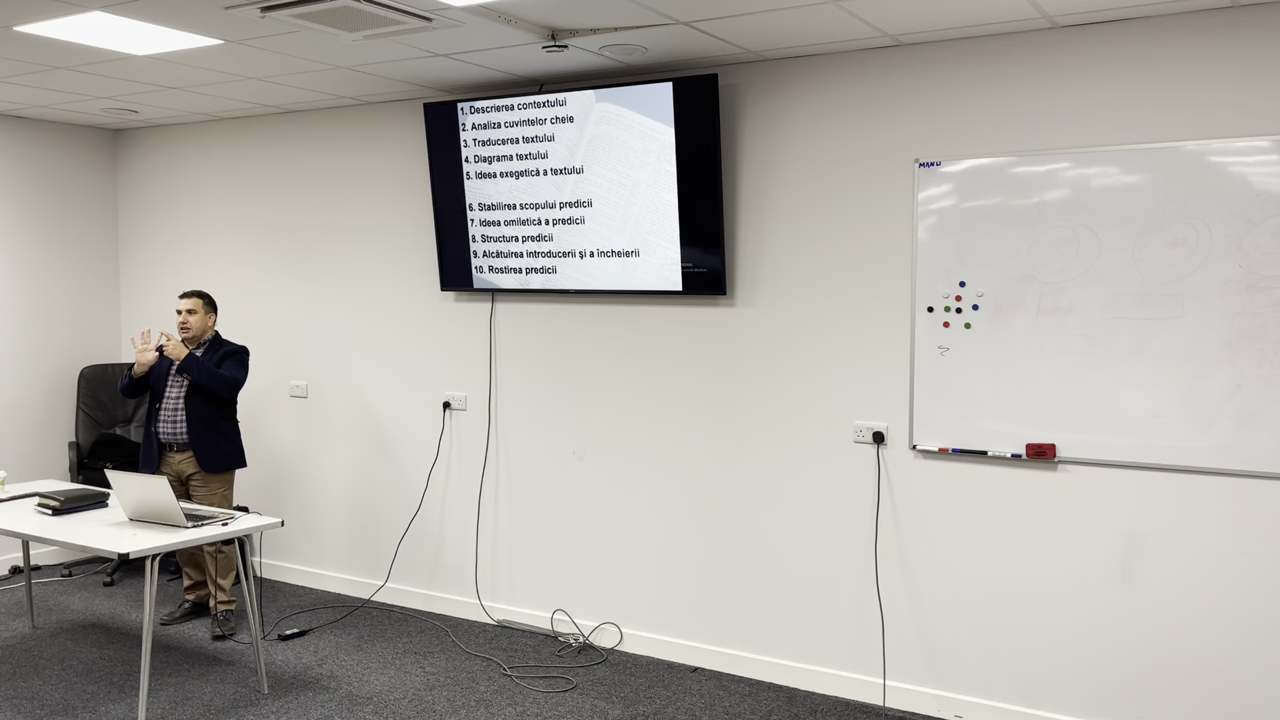 1. Descrierea contextului
2. Analiza cuvintelor cheie
3. Traducerea textului
4. Diagrama textului
5. Ideea exegetică a textului
6. Stabilirea scopului predicii
7. Ideea omiletică a predicii
8. Structura predicii
9. Alcătuirea introducerii şi a încheierii
10. Rostirea predicii